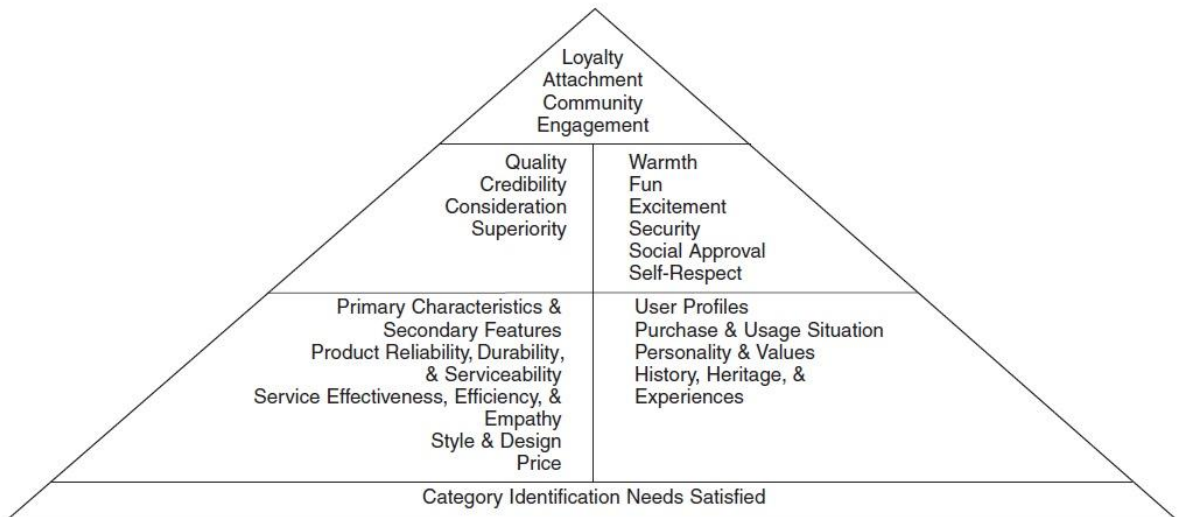 Loyalty
Attachment
Community
Engagement
Quality
Credibility
Consideration
Superiority
Warmth
Fun
Excitement
Security
Social Approval
Self-Respect
Primary Characteristics &
Secondary Features
Product Reliability, Durability,
& Serviceability
Service Effectiveness, Efficiency, &
Empathy
Style & Design
Price
User Profiles
Purchase & Usage Situation
Personality & Values
History, Heritage, &
Experiences
Category Identification Needs Satisfied